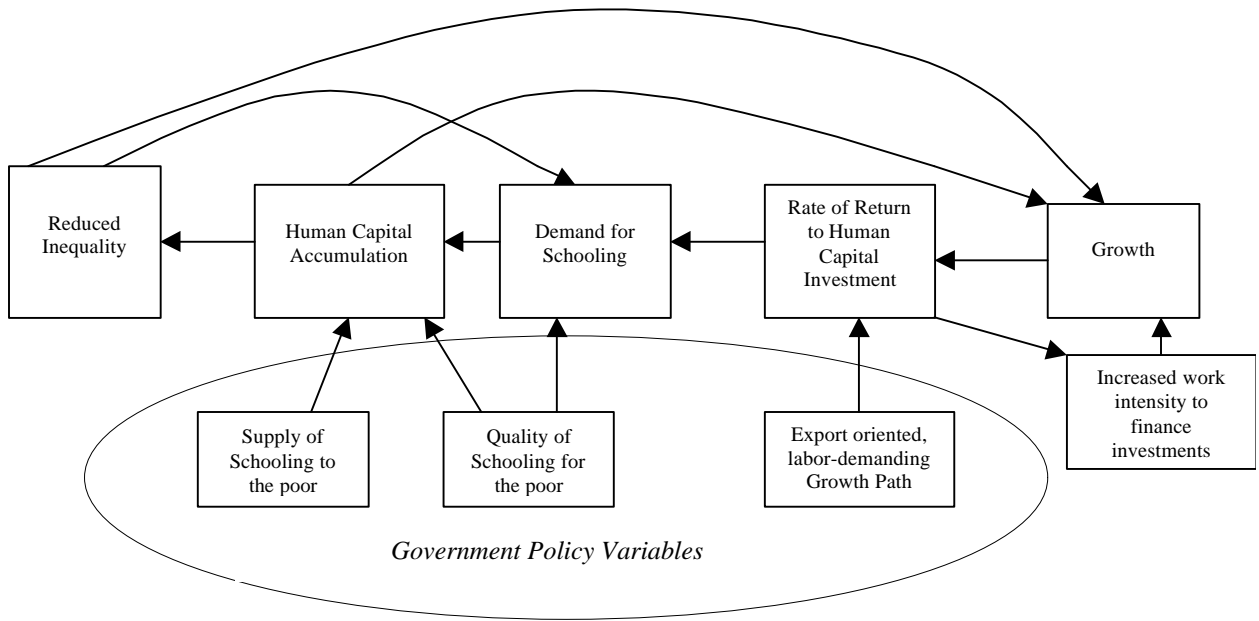 Reduced
Inequality
Human Capital
Accumulation
Demand for
Schooling
Rate of Return
to Human
Capital
Investment
Growth
Increased work
intensity to
finance
investments
Supply of
Schooling to
the poor
Quality of
Schooling for
the poor
Export oriented,
labor-demanding
Growth Path
Government Policy Variables